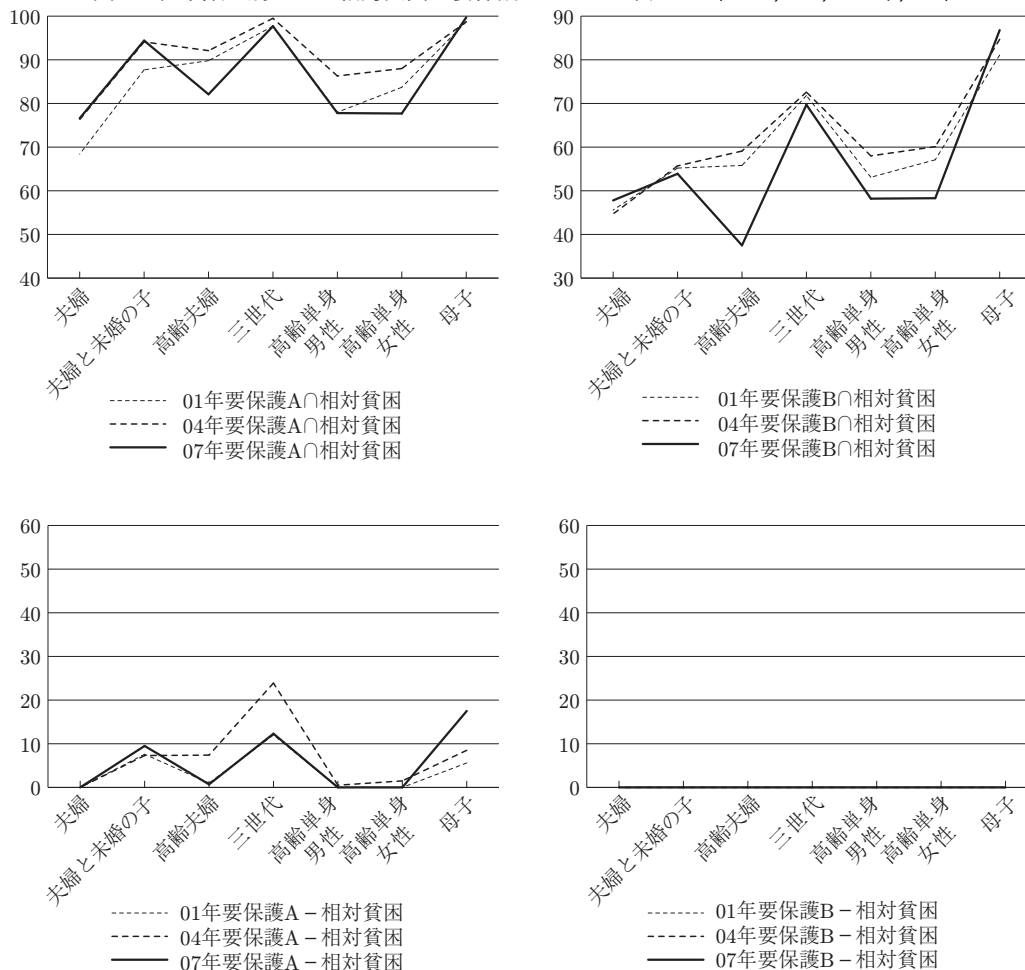 100
90
80
70
60
50
40
夫婦
夫婦と未婚の子
高齢夫婦
三世代
高齢単身
男性
高齢単身
女性
母子
01年要保護A∩相対貧困
04年要保護A∩相対貧困
07年要保護A∩相対貧困
90
80
70
60
50
40
30
夫婦
夫婦と未婚の子
高齢夫婦
三世代
高齢単身
男性
高齢単身
女性
母子
01年要保護B∩相対貧困
04年要保護B∩相対貧困
07年要保護B∩相対貧困
60
50
40
30
20
10
0
夫婦
夫婦と未婚の子
高齢夫婦
三世代
高齢単身
男性
高齢単身
女性
母子
01年要保護A－相対貧困
04年要保護A－相対貧困
07年要保護A－相対貧困
60
50
40
30
20
10
0
夫婦
夫婦と未婚の子
高齢夫婦
三世代
高齢単身
男性
高齢単身
女性
母子
01年要保護B－相対貧困
04年要保護B－相対貧困
07年要保護B－相対貧困